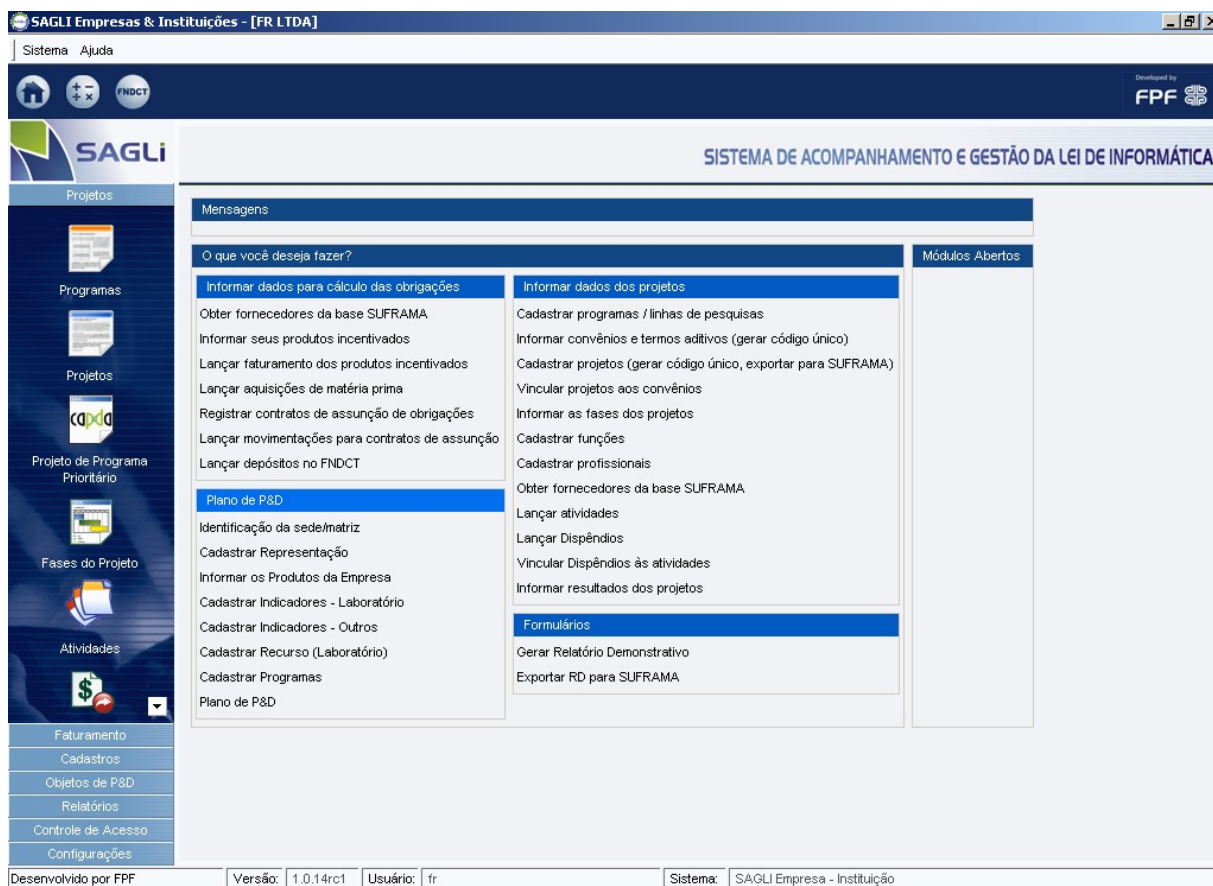 SAGLI Empresas & Instituições - [FR LTDA]
Sistema Ajuda
FNDCT
Developed by
FPF
SAGLi
SISTEMA DE ACOMPANHAMENTO E GESTÃO DA LEI DE INFORMÁTICA
Projetos
Programas
Projetos
capda
Projeto de Programa
Prioritário
Fases do Projeto
Atividades
Faturamento
Cadastros
Objetos de P&D
Relatórios
Controle de Acesso
Configurações
Mensagens
O que você deseja fazer?
Informar dados para cálculo das obrigações
Obter fornecedores da base SUFRAMA
Informar seus produtos incentivados
Lançar faturamento dos produtos incentivados
Lançar aquisições de matéria prima
Registrar contratos de assunção de obrigações
Lançar movimentações para contratos de assunção
Lançar depósitos no FNDCT
Plano de P&D
Identificação da sede/matriz
Cadastrar Representação
Informar os Produtos da Empresa
Cadastrar Indicadores - Laboratório
Cadastrar Indicadores - Outros
Cadastrar Recurso (Laboratório)
Cadastrar Programas
Plano de P&D
Informar dados dos projetos
Cadastrar programas / linhas de pesquisas
Informar convênios e termos aditivos (gerar código único)
Cadastrar projetos (gerar código único, exportar para SUFRAMA)
Vincular projetos aos convênios
Informar as fases dos projetos
Cadastrar funções
Cadastrar profissionais
Obter fornecedores da base SUFRAMA
Lançar atividades
Lançar Dispêndios
Vincular Dispêndios às atividades
Informar resultados dos projetos
Formulários
Gerar Relatório Demonstrativo
Exportar RD para SUFRAMA
Módulos Abertos
Desenvolvido por FPF Versão: 1.0.14rc1 Usuário: fr Sistema: SAGLI Empresa - Instituição